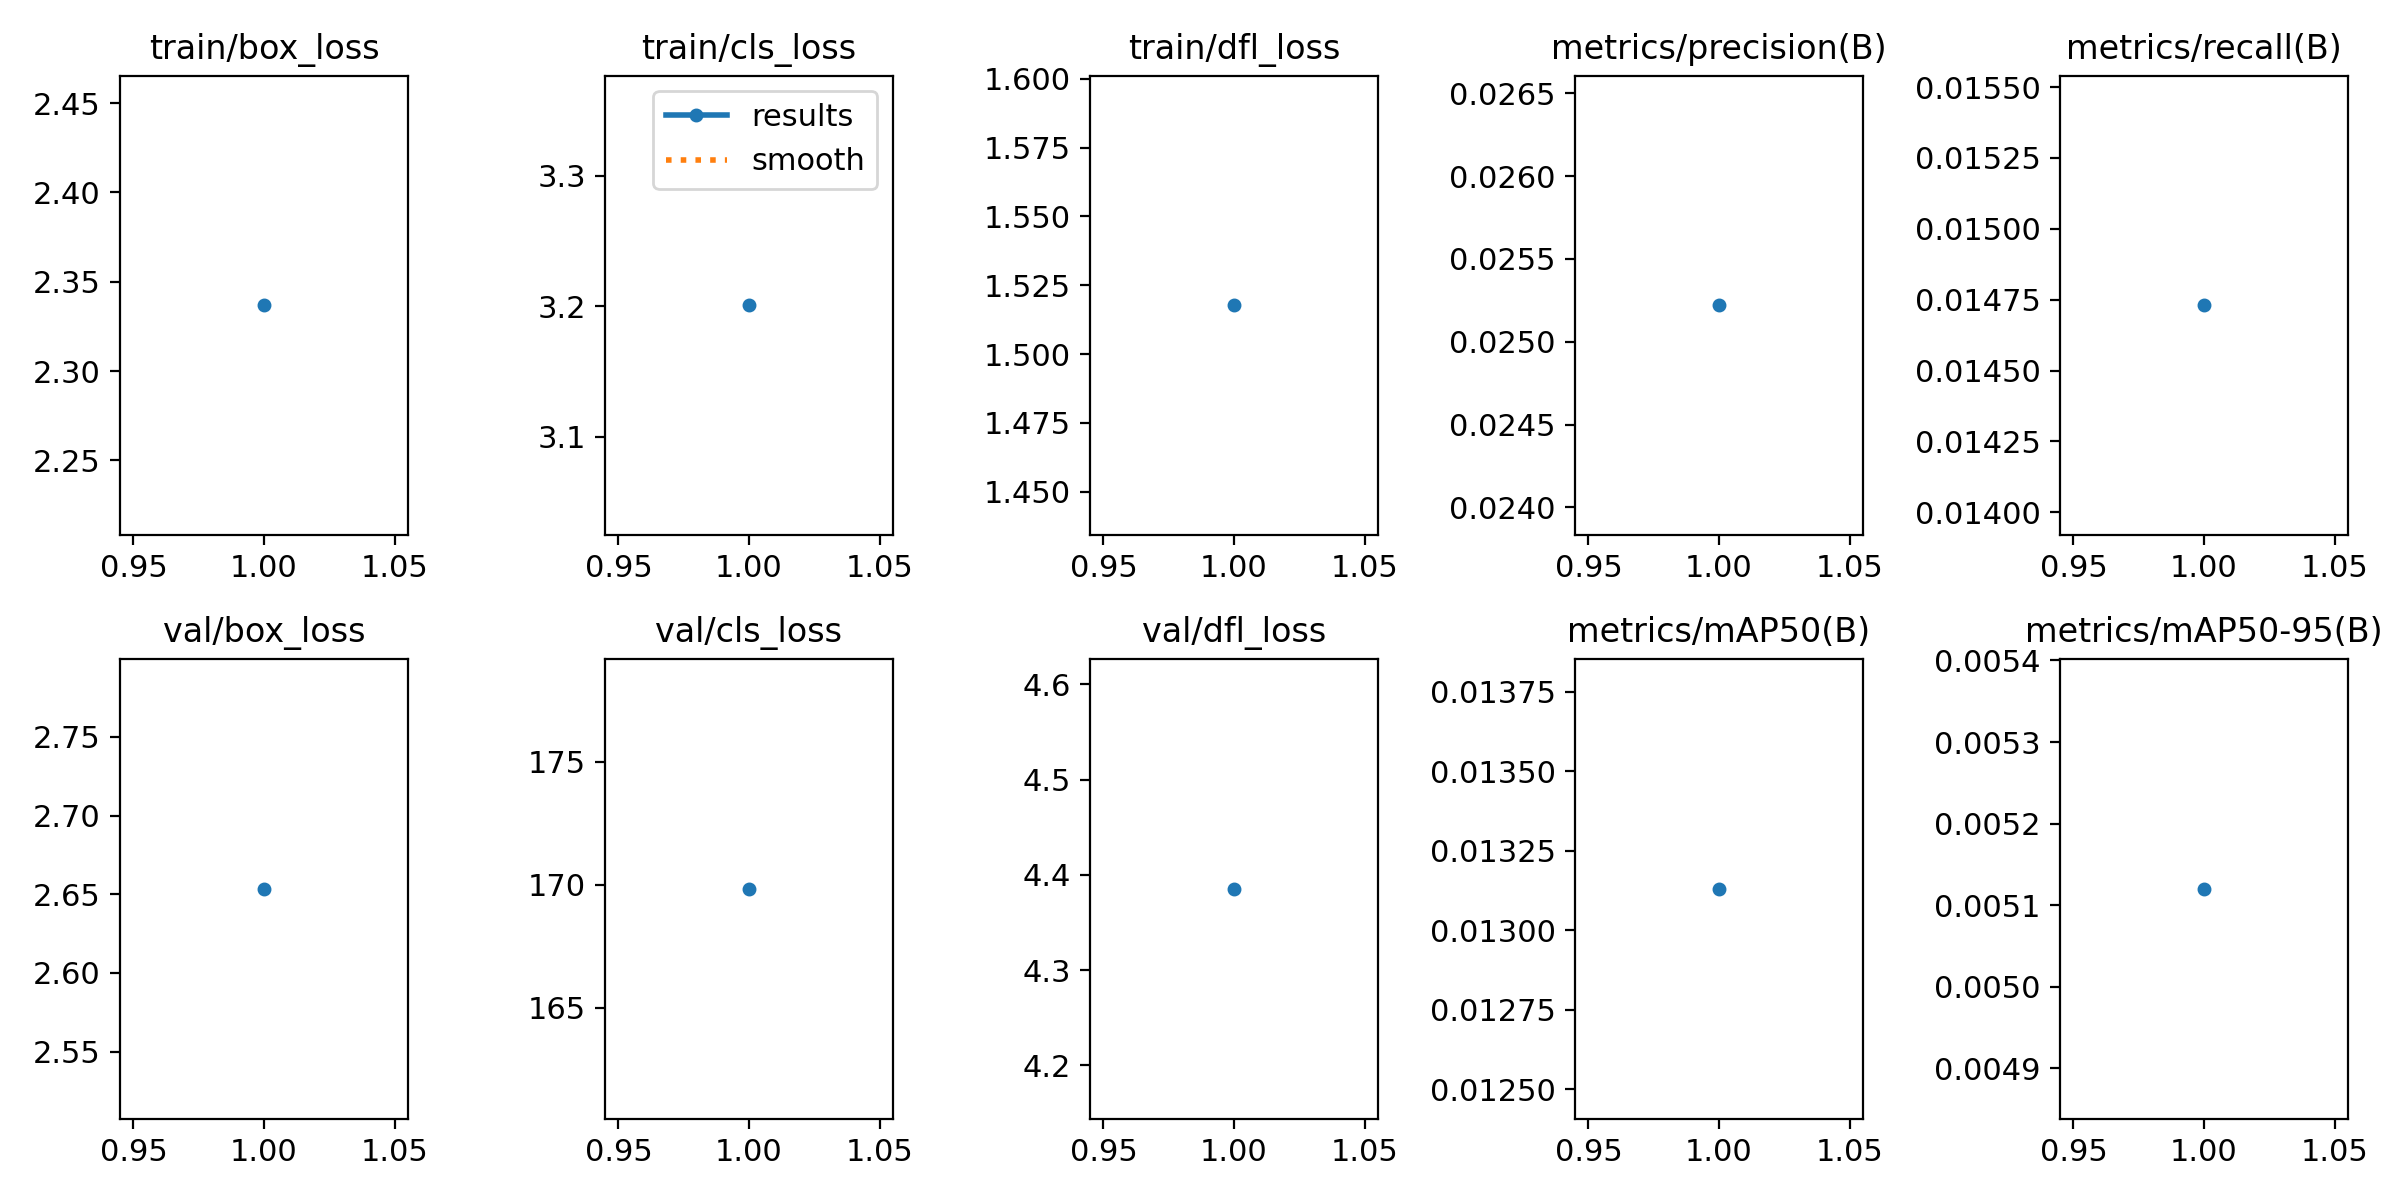 train/box_loss
2.45
2.40
2.35
2.30
2.25
0.95 1.00 1.05
train/cls_loss
results
smooth
3.3
3.2
3.1
0.95 1.00 1.05
train/dfl_loss
1.600
1.575
1.550
1.525
1.500
1.475
1.450
0.95 1.00 1.05
metrics/precision(B)
0.0265
0.0260
0.0255
0.0250
0.0245
0.0240
0.95 1.00 1.05
metrics/recall(B)
0.01550
0.01525
0.01500
0.01475
0.01450
0.01425
0.01400
0.95 1.00 1.05
val/box_loss
2.75
2.70
2.65
2.60
2.55
0.95 1.00 1.05
val/cls_loss
175
170
165
0.95 1.00 1.05
val/dfl_loss
4.6
4.5
4.4
4.3
4.2
0.95 1.00 1.05
metrics/mAP50(B)
0.01375
0.01350
0.01325
0.01300
0.01275
0.01250
0.95 1.00 1.05
metrics/mAP50-95(B)
0.0054
0.0053
0.0052
0.0051
0.0050
0.0049
0.95 1.00 1.05